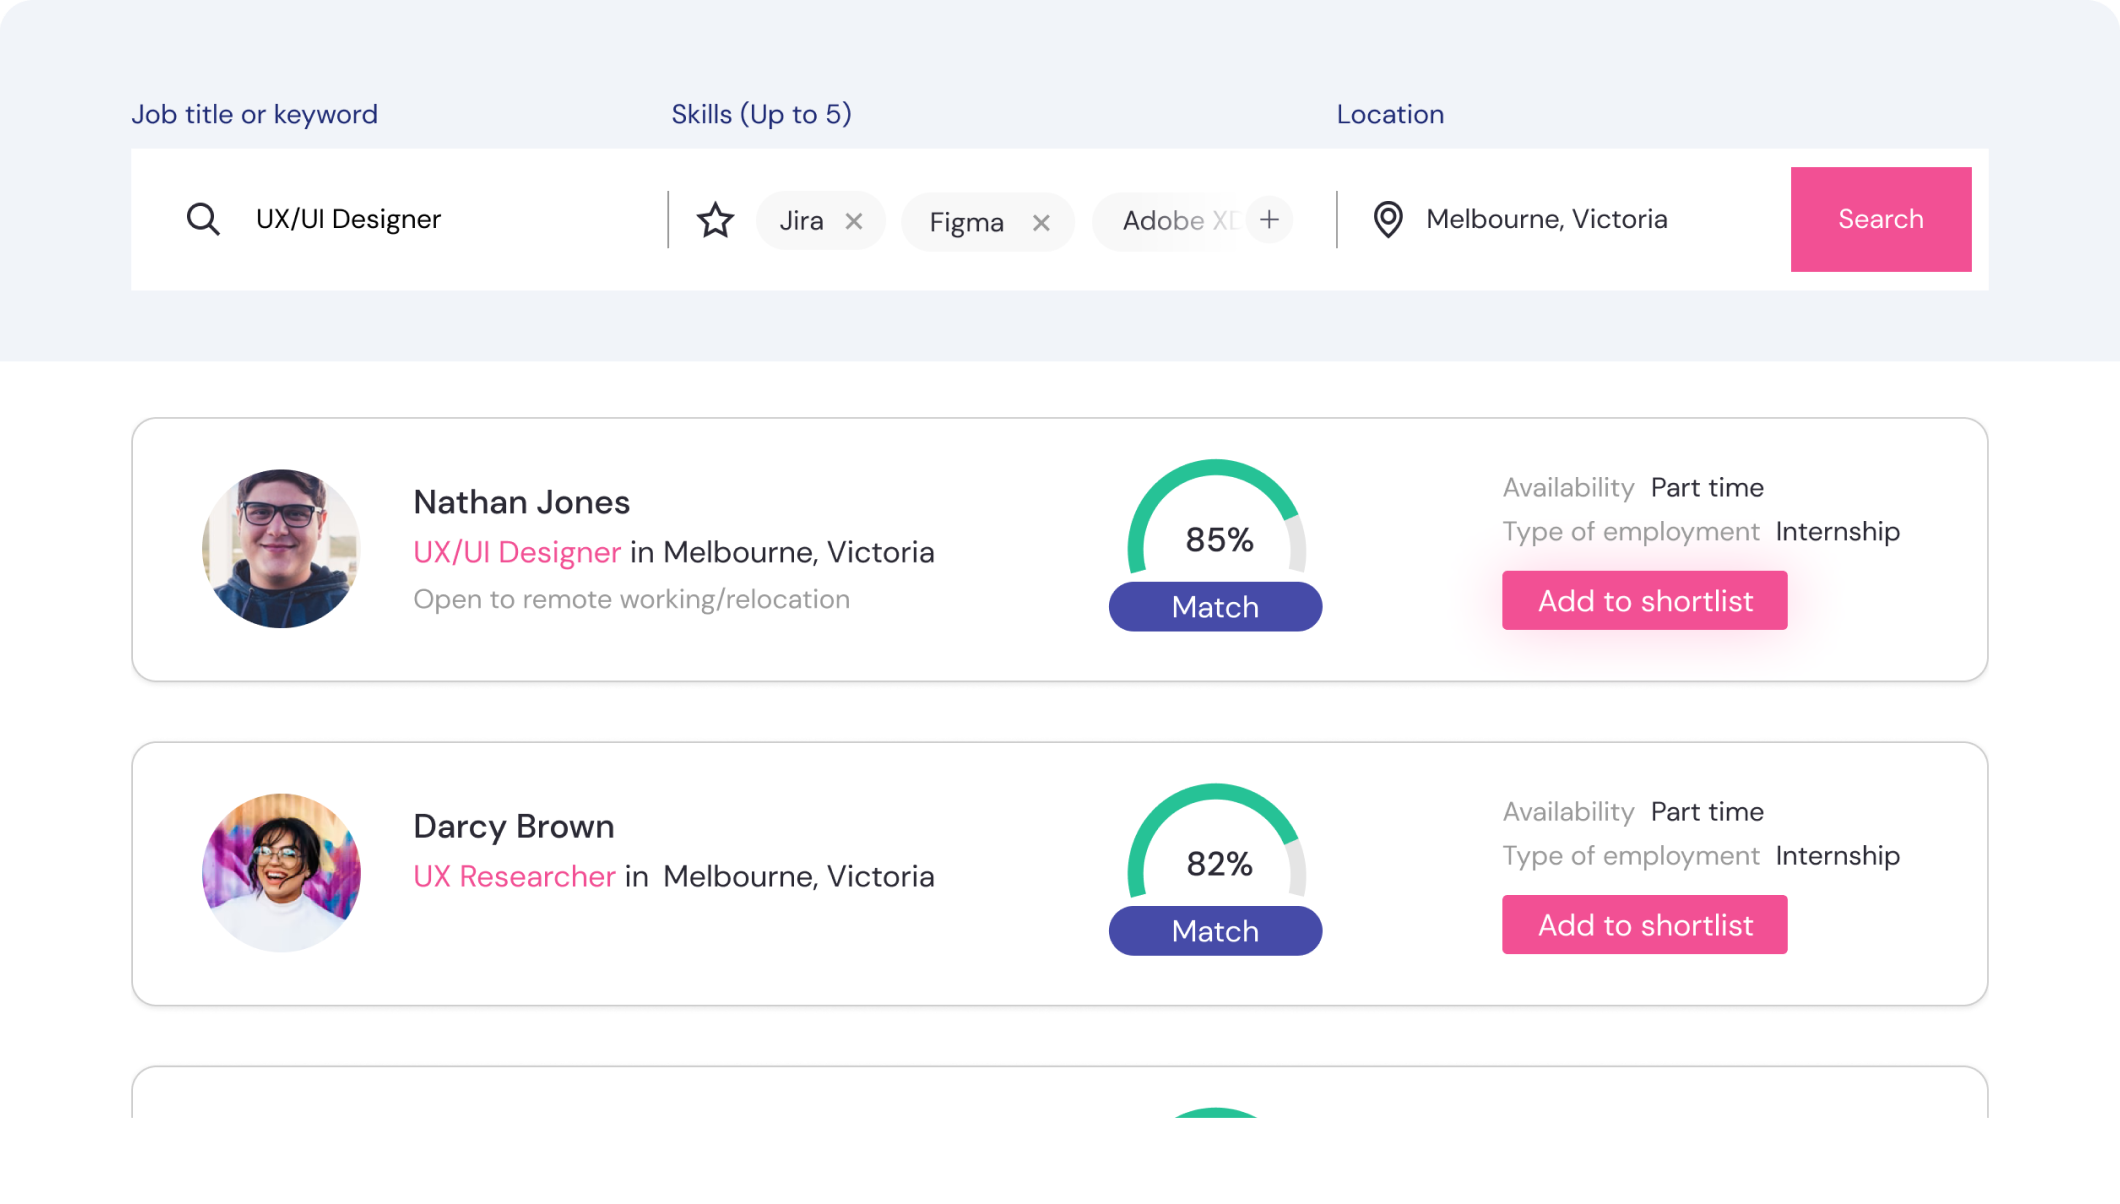 Job title or keyword
Skills (Up to 5)
Location
UX/UI Designer
Jira
Figma
Adobe XD
Melbourne, Victoria
Search
Nathan Jones
UX/UI Designer in Melbourne, Victoria
Open to remote working/relocation
85%
Match
Availability Part time
Type of employment Internship
Add to shortlist
Darcy Brown
UX Researcher in Melbourne, Victoria
82%
Match
Availability Part time
Type of employment Internship
Add to shortlist